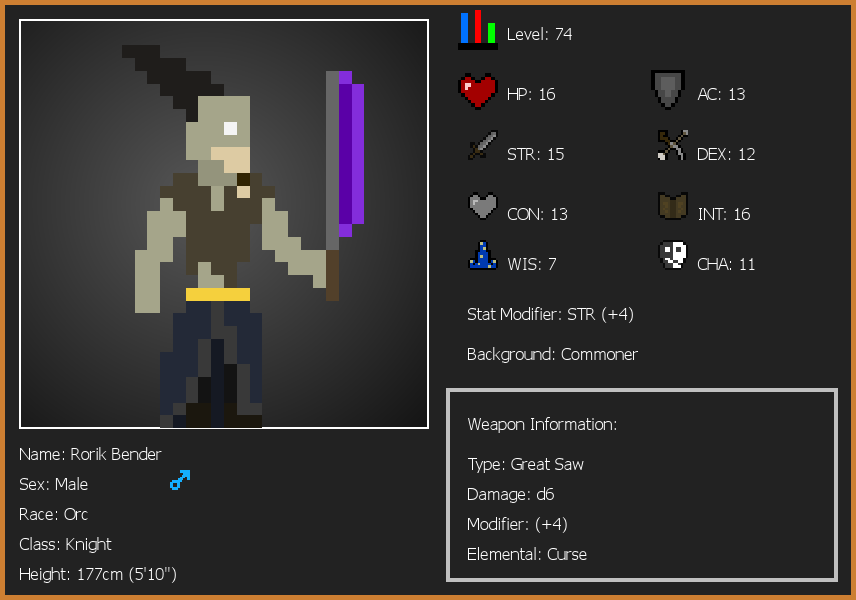 Level: 74
HP: 16
AC: 13
STR: 15
DEX: 12
CON: 13
INT: 16
WIS: 7
CHA: 11
Stat Modifier: STR (+4)
Background: Commoner
Weapon Information:
Type: Great Saw
Damage: d6
Modifier: (+4)
Elemental: Curse
Name: Rorik Bender
Sex: Male
Race: Orc
Class: Knight
Height: 177cm (5'10")